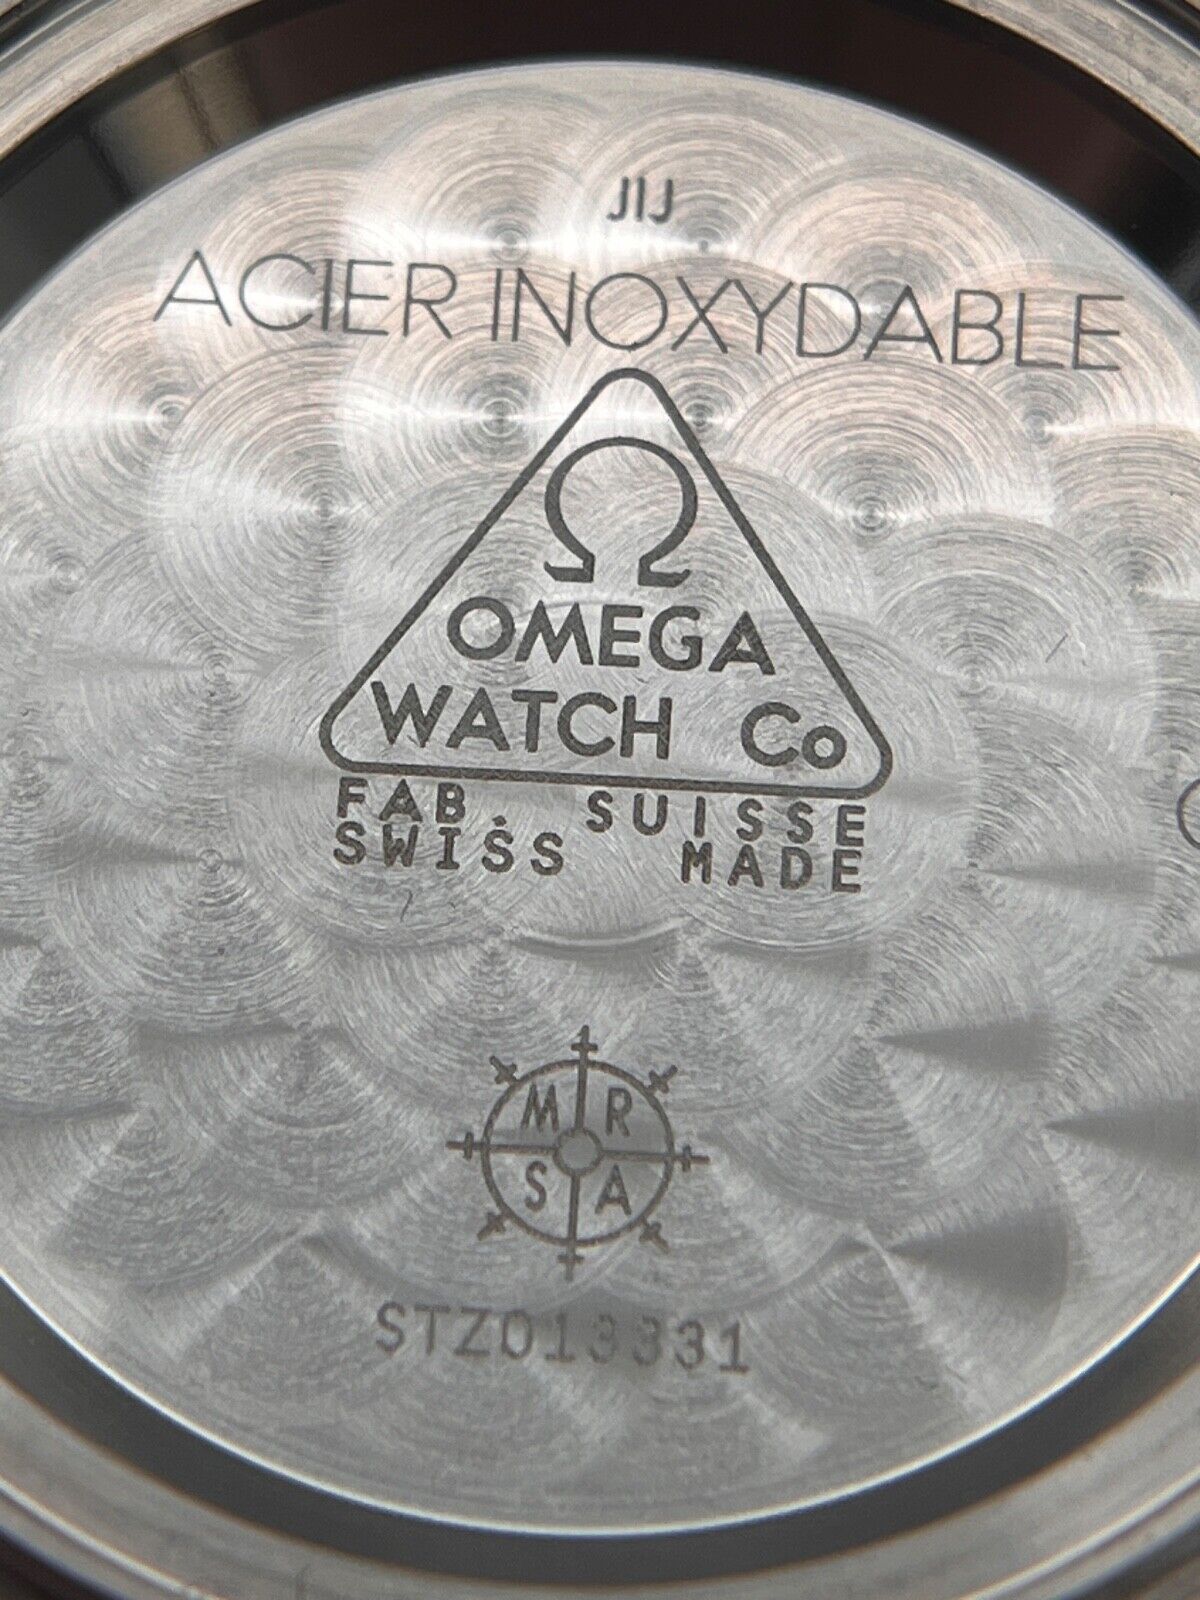 JIJ
ACIER INOXYDABLE
Ω
OMEGA
WATCH Co
FAB. SUISSE
SWISS MADE
M R
S A
STZ013331